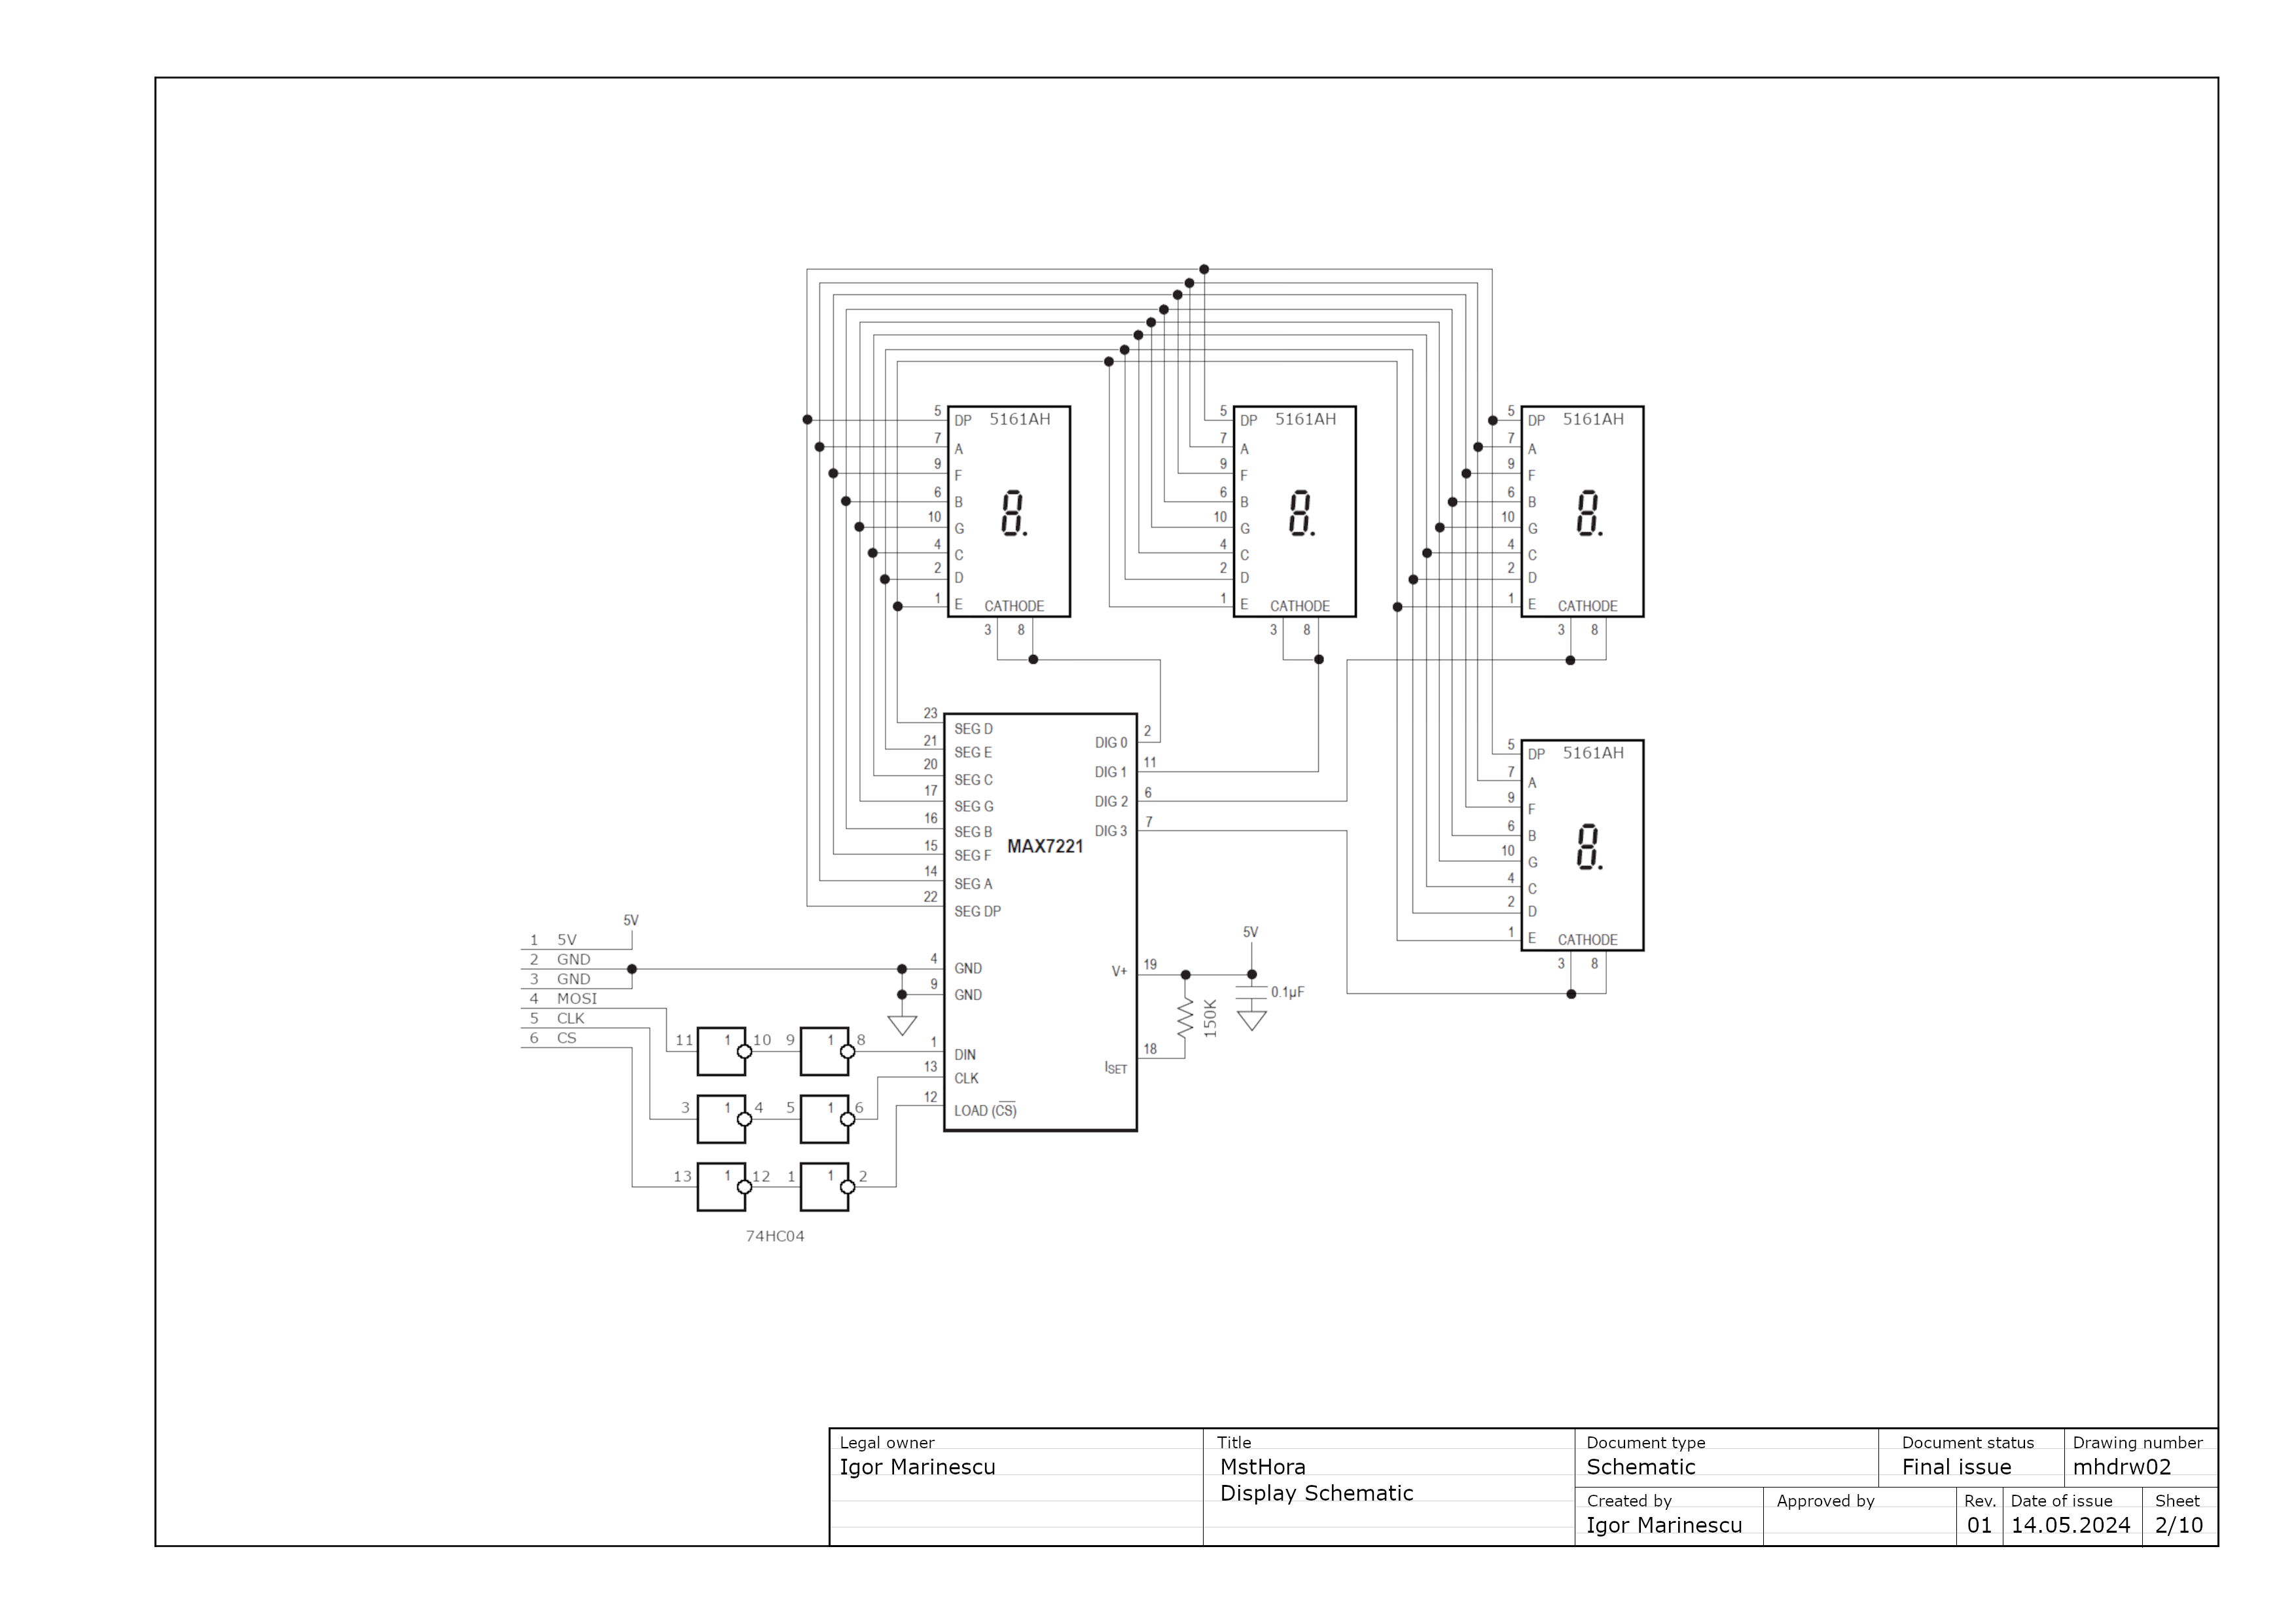 5 DP 5161AH
7 A
9 F
6 B
10 G
4 C
2 D
1 E CATHODE
3 8
5 DP 5161AH
7 A
9 F
6 B
10 G
4 C
2 D
1 E CATHODE
3 8
5 DP 5161AH
7 A
9 F
6 B
10 G
4 C
2 D
1 E CATHODE
3 8
5 DP 5161AH
7 A
9 F
6 B
10 G
4 C
2 D
1 E CATHODE
3 8
MAX7221
23 SEG D
21 SEG E
20 SEG C
17 SEG G
16 SEG B
15 SEG F
14 SEG A
22 SEG DP
4 GND
9 GND
1 DIN
13 CLK
12 LOAD (CS)
DIG 0 2
DIG 1 11
DIG 2 6
DIG 3 7
V+ 19
ISET 18
5V
0.1µF
150K
5V
1 5V
2 GND
3 GND
4 MOSI
5 CLK
6 CS
11 1 10 9 1 8
3 1 4 5 1 6
13 1 12 1 1 2
74HC04
Legal owner
Igor Marinescu
Title
MstHora
Display Schematic
Document type
Schematic
Document status
Final issue
Drawing number
mhdrw02
Created by
Igor Marinescu
Approved by
Rev.
01
Date of issue
14.05.2024
Sheet
2/10